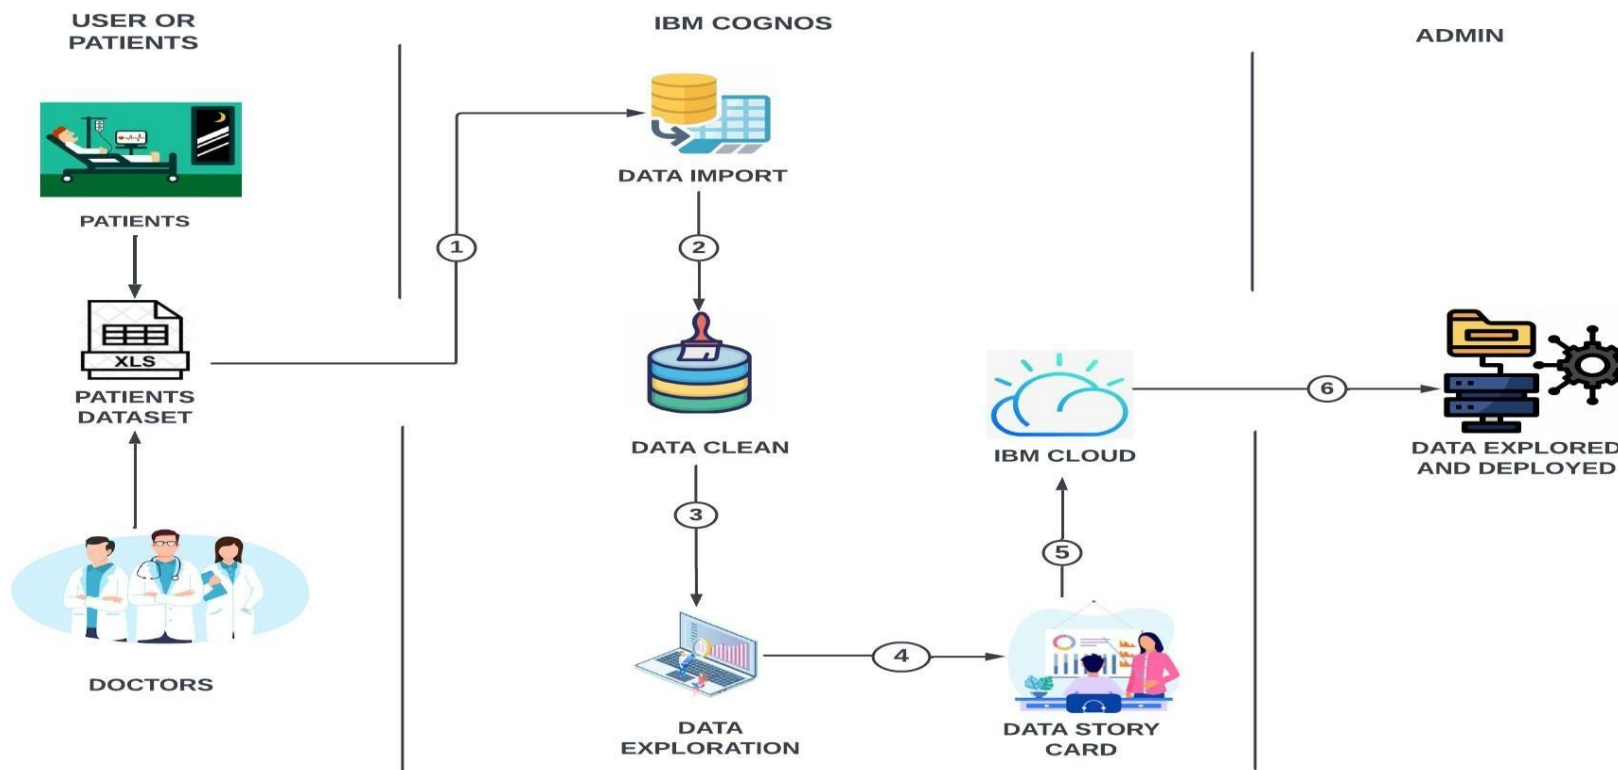 USER OR
PATIENTS
PATIENTS
XLS
PATIENTS
DATASET
DOCTORS
1
IBM COGNOS
DATA IMPORT
2
DATA CLEAN
3
DATA
EXPLORATION
4
DATA STORY
CARD
5
IBM CLOUD
6
ADMIN
DATA EXPLORED
AND DEPLOYED